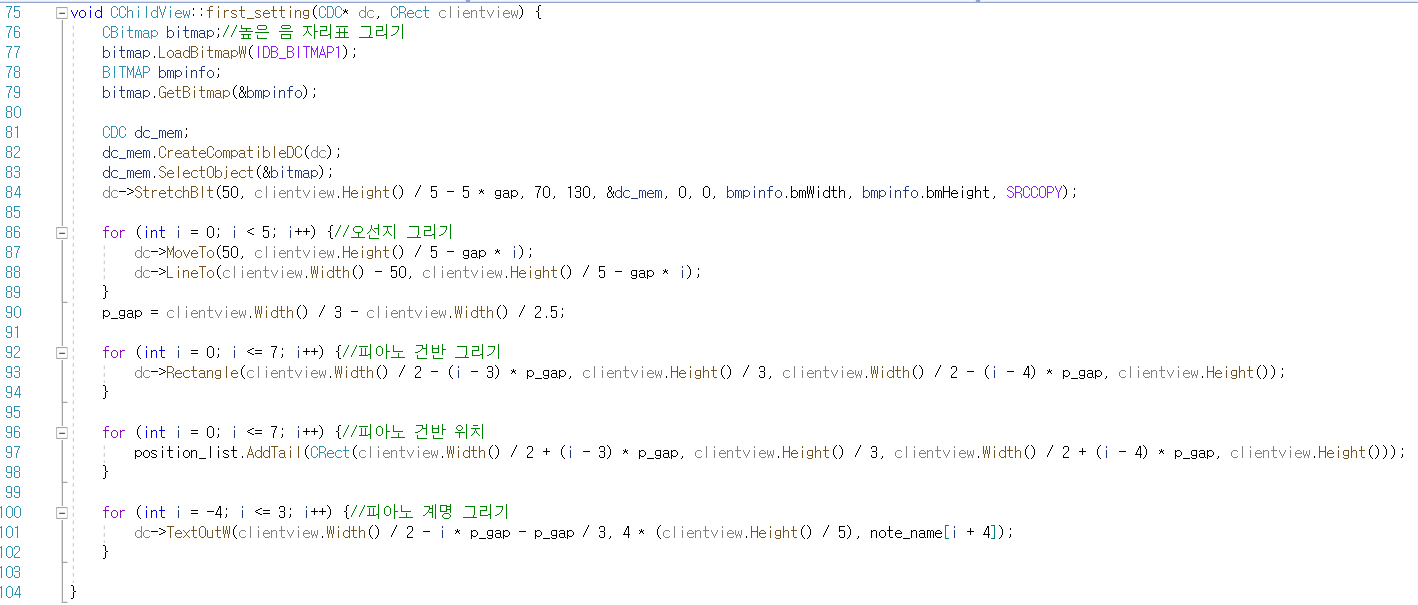 75 void CChildView::first_setting(CDC* dc, CRect clientview) {
76 CBitmap bitmap;//높은 음 자리표 그리기
77 bitmap.LoadBitmapW(IDB_BITMAP1);
78 BITMAP bmpinfo;
79 bitmap.GetBitmap(&bmpinfo);
80
81 CDC dc_mem;
82 dc_mem.CreateCompatibleDC(dc);
83 dc_mem.SelectObject(&bitmap);
84 dc->StretchBlt(50, clientview.Height() / 5 - 5 * gap, 70, 130, &dc_mem, 0, 0, bmpinfo.bmWidth, bmpinfo.bmHeight, SRCCOPY);
85
86 for (int i = 0; i < 5; i++) {//오선지 그리기
87 dc->MoveTo(50, clientview.Height() / 5 - gap * i);
88 dc->LineTo(clientview.Width() - 50, clientview.Height() / 5 - gap * i);
89 }
90 p_gap = clientview.Width() / 3 - clientview.Width() / 2.5;
91
92 for (int i = 0; i <= 7; i++) {//피아노 건반 그리기
93 dc->Rectangle(clientview.Width() / 2 - (i - 3) * p_gap, clientview.Height() / 3, clientview.Width() / 2 - (i - 4) * p_gap, clientview.Height());
94 }
95
96 for (int i = 0; i <= 7; i++) {//피아노 건반 위치
97 position_list.AddTail(CRect(clientview.Width() / 2 + (i - 3) * p_gap, clientview.Height() / 3, clientview.Width() / 2 + (i - 4) * p_gap, clientview.Height()));
98 }
99
100 for (int i = -4; i <= 3; i++) {//피아노 계명 그리기
101 dc->TextOutW(clientview.Width() / 2 - i * p_gap - p_gap / 3, 4 * (clientview.Height() / 5), note_name[i + 4]);
102 }
103
104 }